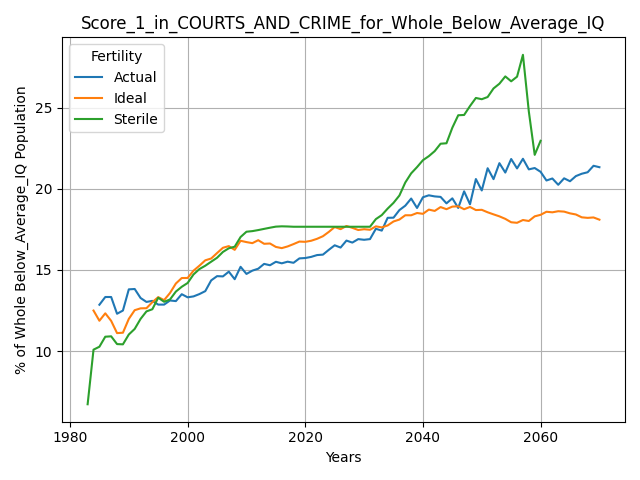 Score_1_in_COURTS_AND_CRIME_for_Whole_Below_Average_IQ
Fertility
Actual
Ideal
Sterile
% of Whole Below_Average_IQ Population
25
20
15
10
1980
2000
2020
2040
2060
Years